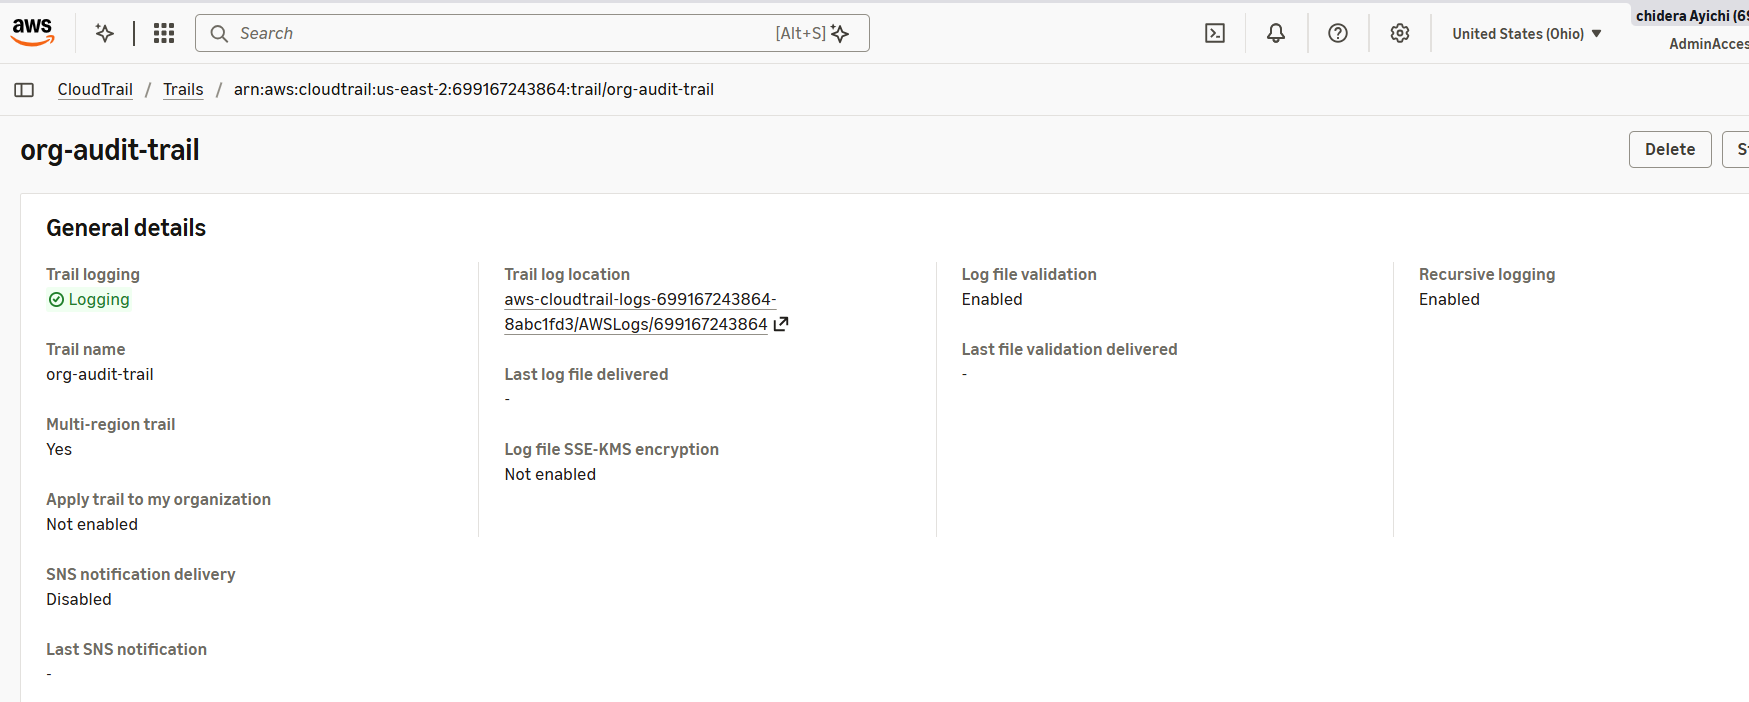 aws
Search
[Alt+S]
United States (Ohio)
chidera Ayichi (69
AdminAcces
CloudTrail / Trails / arn:aws:cloudtrail:us-east-2:699167243864:trail/org-audit-trail
org-audit-trail
Delete
St
General details
Trail logging
Logging
Trail name
org-audit-trail
Multi-region trail
Yes
Apply trail to my organization
Not enabled
SNS notification delivery
Disabled
Last SNS notification
-
Trail log location
aws-cloudtrail-logs-699167243864-
8abc1fd3/AWSLogs/699167243864
Last log file delivered
-
Log file SSE-KMS encryption
Not enabled
Log file validation
Enabled
Last file validation delivered
-
Recursive logging
Enabled